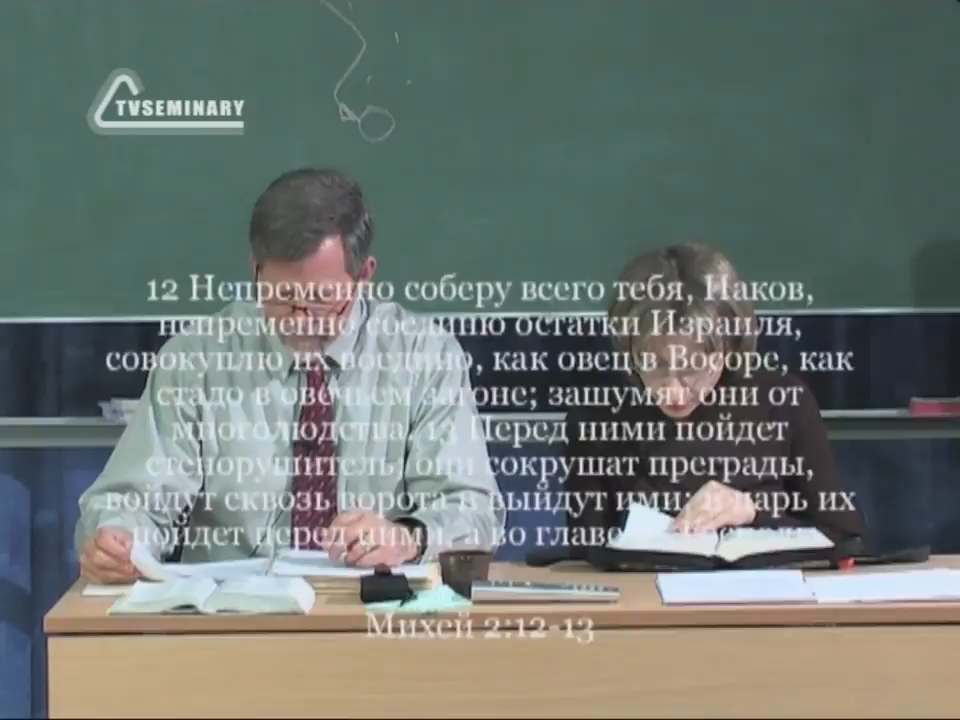 TVSEMINARY
12 Непременно соберу всего тебя, Иаков,
непременно соединю остатки Израиля,
совокуплю их воедино, как овец в Восоре, как
стадо в овечьем загоне; зашумят они от
многолюдства. 13 Перед ними пойдет
стенорушитель; они сокрушат преграды,
войдут сквозь ворота и выйдут ими; и царь их
пойдет перед ними, а во главе Господь.
Михей 2:12-13